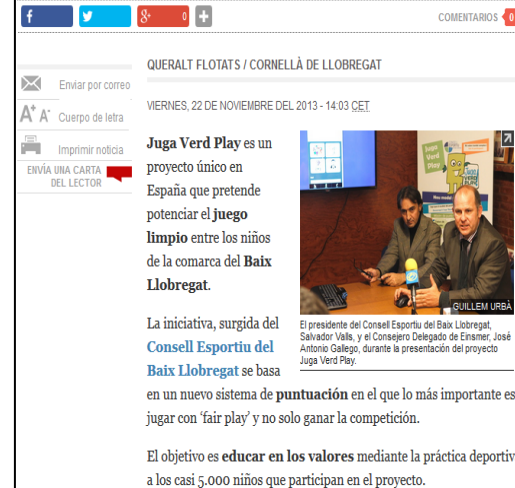 f
8+ 0 +
COMENTARIOS 0
QUERALT FLOTATS / CORNELLÀ DE LLOBREGAT
Enviar por correo
VIERNES, 22 DE NOVIEMBRE DEL 2013 - 14:03 CET
A+ A- Cuerpo de letra
Imprimir noticia
ENVÍA UNA CARTA
DEL LECTOR
Juga Verd Play es un
proyecto único en
España que pretende
potenciar el juego
limpio entre los niños
de la comarca del Baix
Llobregat.
Juga
Verd
Play
GUILLEM URBÀ
El presidente del Consell Esportiu del Baix Llobregat,
Salvador Valls, y el Consejero Delegado de Einsmer, José
Antonio Gallego, durante la presentación del proyecto
Juga Verd Play.
La iniciativa, surgida del
Consell Esportiu del
Baix Llobregat se basa
en un nuevo sistema de puntuación en el que lo más importante es
jugar con ‘fair play’ y no solo ganar la competición.
El objetivo es educar en los valores mediante la práctica deportiv
a los casi 5.000 niños que participan en el proyecto.